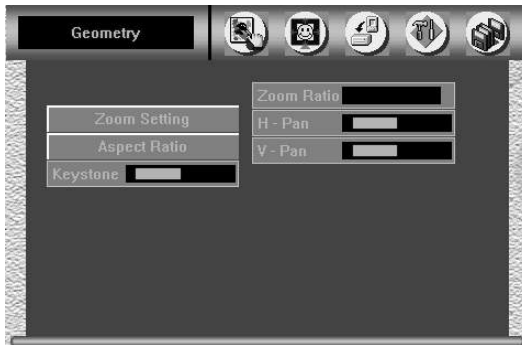 Geometry
Zoom Setting
Aspect Ratio
Keystone
Zoom Ratio
H - Pan
V - Pan